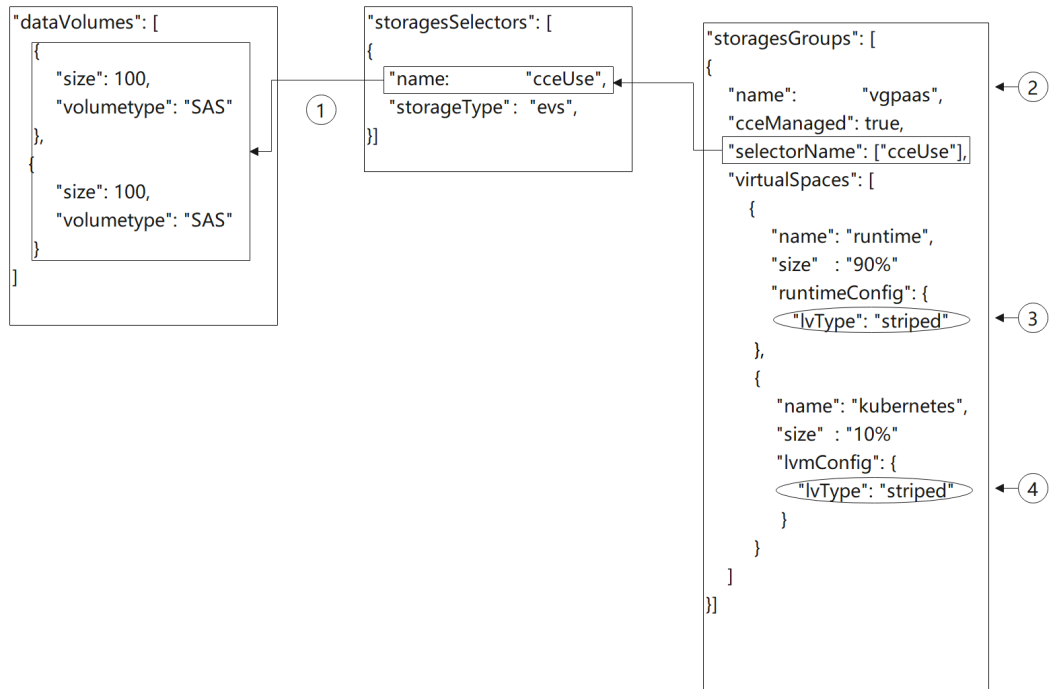 "dataVolumes": [
{
"size": 100,
"volumetype": "SAS"
},
{
"size": 100,
"volumetype": "SAS"
}
]
1
"storagesSelectors": [
{
"name: "cceUse",
"storageType": "evs",
}]
"storagesGroups": [
{
"name": "vgpaas",
"cceManaged": true,
"selectorName": ["cceUse"],
"virtualSpaces": [
{
"name": "runtime",
"size" : "90%"
"runtimeConfig": {
"lvType": "striped"
},
{
"name": "kubernetes",
"size" : "10%"
"lvmConfig": {
"lvType": "striped"
}
}
]
}]
2
3
4